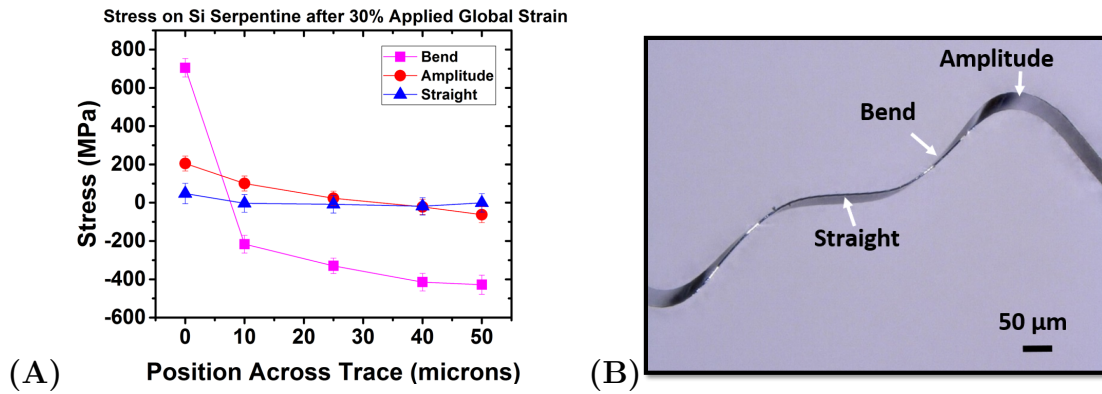 Stress on Si Serpentine after 30% Applied Global Strain
800
600
400
200
0
-200
-400
-600
Stress (MPa)
Bend
Amplitude
Straight
0
10
20
30
40
50
Position Across Trace (microns)
(A)
Amplitude
Bend
Straight
50 μm
(B)